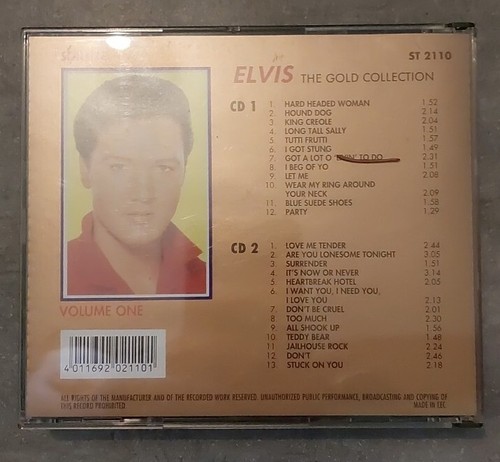 ST 2110
ELVIS THE GOLD COLLECTION
CD 1
1. HARD HEADED WOMAN 1.52
2. HOUND DOG 2.14
3. KING CREOLE 2.04
4. LONG TALL SALLY 1.51
5. TUTTI FRUTTI 1.57
6. I GOT STUNG 1.49
7. GOT A LOT O' LIVIN' TO DO 2.31
8. I BEG OF YO 1.51
9. LET ME 2.08
10. WEAR MY RING AROUND
YOUR NECK 2.09
11. BLUE SUEDE SHOES 1.58
12. PARTY 1.29
CD 2
1. LOVE ME TENDER 2.44
2. ARE YOU LONESOME TONIGHT 3.05
3. SURRENDER 1.51
4. IT'S NOW OR NEVER 3.14
5. HEARTBREAK HOTEL 2.05
6. I WANT YOU, I NEED YOU,
I LOVE YOU 2.13
7. DON'T BE CRUEL 2.01
8. TOO MUCH 2.30
9. ALL SHOOK UP 1.56
10 TEDDY BEAR 1.48
11 JAILHOUSE ROCK 2.24
12 DON'T 2.46
13 STUCK ON YOU 2.18
VOLUME ONE
4 011692 021101
ALL RIGHTS OF THE MANUFACTURER AND OF THE RECORDED WORK RESERVED. UNAUTHORIZED PUBLIC PERFORMANCE, BROADCASTING AND COPYING OF
THIS RECORD PROHIBITED MADE IN EEC